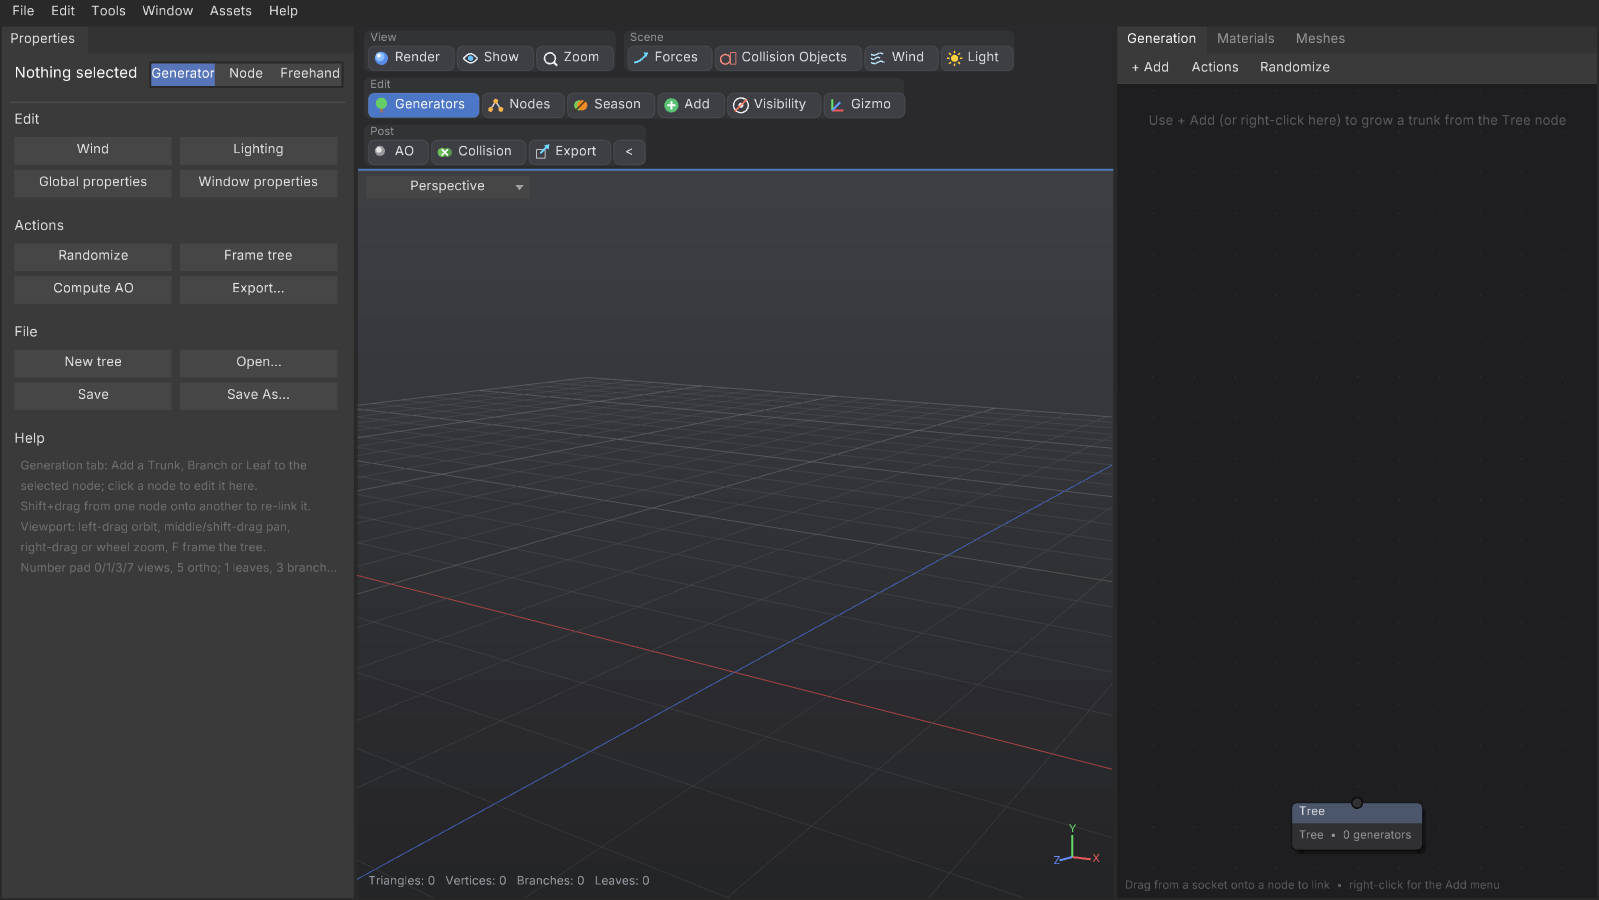 File Edit Tools Window Assets Help
Properties
Nothing selected Generator Node Freehand
Edit
Wind Lighting
Global properties Window properties
Actions
Randomize Frame tree
Compute AO Export...
File
New tree Open...
Save Save As...
Help
Generation tab: Add a Trunk, Branch or Leaf to the
selected node; click a node to edit it here.
Shift+drag from one node onto another to re-link it.
Viewport: left-drag orbit, middle/shift-drag pan,
right-drag or wheel zoom, F frame the tree.
Number pad 0/1/3/7 views, 5 ortho; 1 leaves, 3 branch...
View Scene
Render Show Zoom Forces Collision Objects Wind Light
Edit
Generators Nodes Season Add Visibility Gizmo
Post
AO Collision Export <
Perspective
Y
Z X
Triangles: 0 Vertices: 0 Branches: 0 Leaves: 0
Generation Materials Meshes
+ Add Actions Randomize
Use + Add (or right-click here) to grow a trunk from the Tree node
Tree
Tree • 0 generators
Drag from a socket onto a node to link • right-click for the Add menu